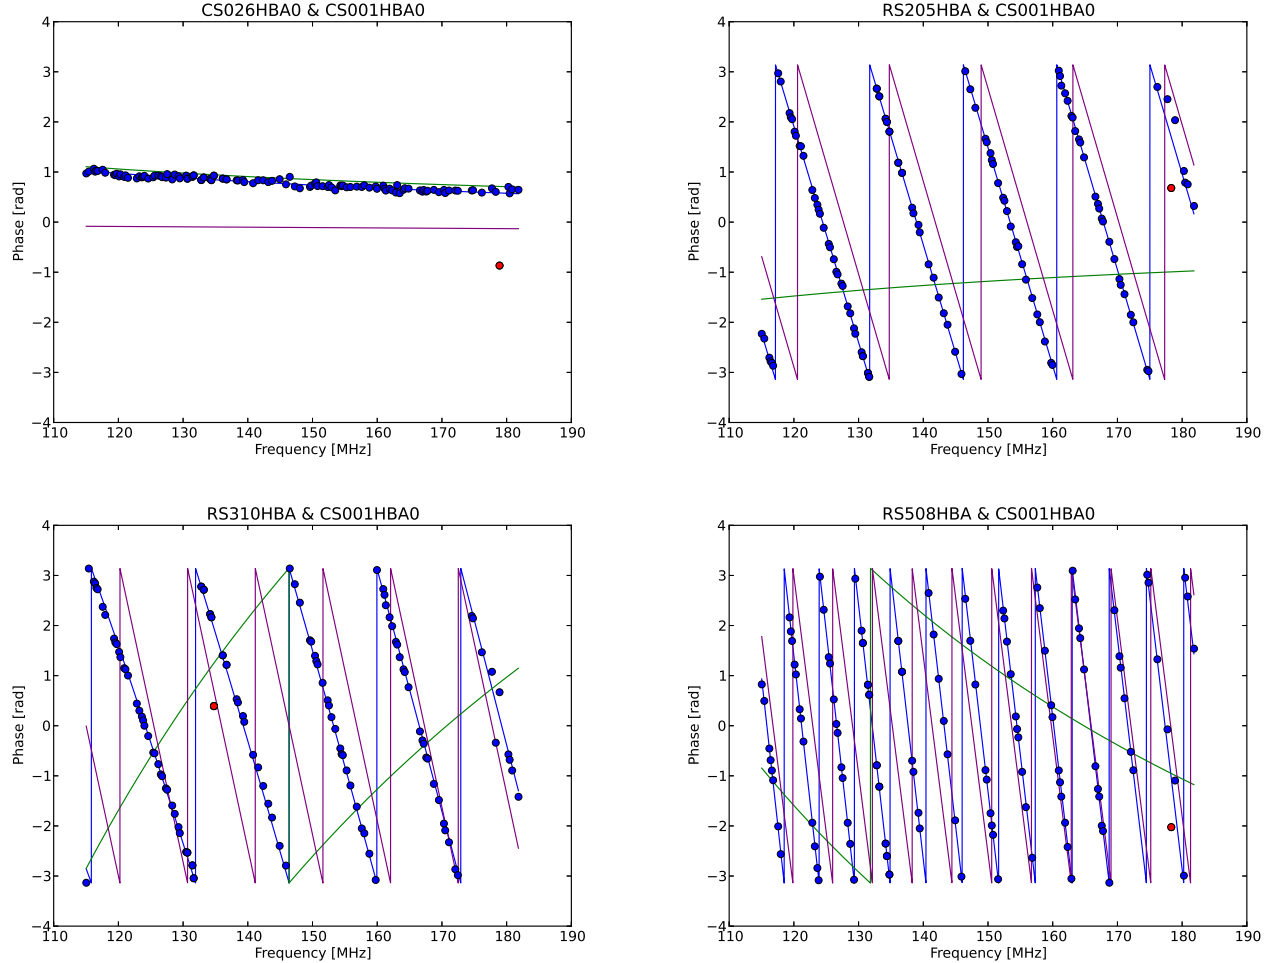 CS026HBA0 & CS001HBA0
Phase [rad]
4
3
2
1
0
−1
−2
−3
−4
110 120 130 140 150 160 170 180 190
Frequency [MHz]
RS205HBA & CS001HBA0
Phase [rad]
4
3
2
1
0
−1
−2
−3
−4
110 120 130 140 150 160 170 180 190
Frequency [MHz]
RS310HBA & CS001HBA0
Phase [rad]
4
3
2
1
0
−1
−2
−3
−4
110 120 130 140 150 160 170 180 190
Frequency [MHz]
RS508HBA & CS001HBA0
Phase [rad]
4
3
2
1
0
−1
−2
−3
−4
110 120 130 140 150 160 170 180 190
Frequency [MHz]